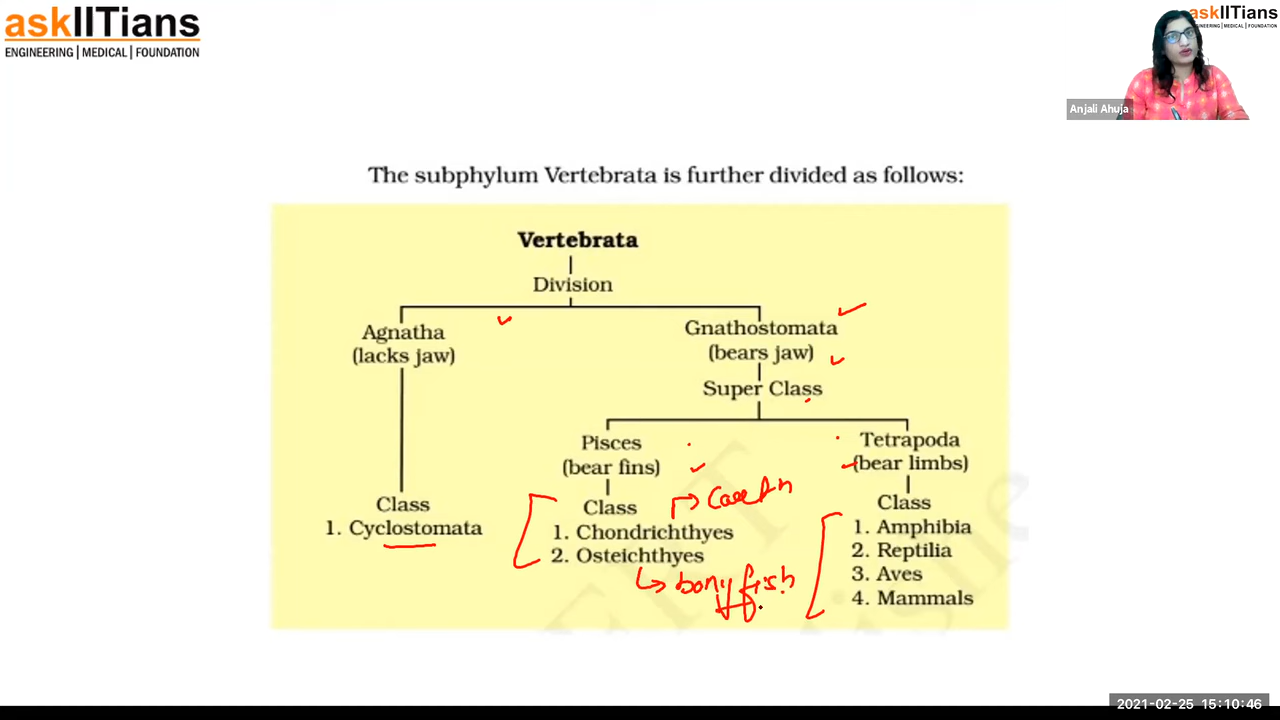 askIITians
ENGINEERING | MEDICAL | FOUNDATION
askIITians
ENGINEERING | MEDICAL | FOUNDATION
Anjali Ahuja
The subphylum Vertebrata is further divided as follows:
Vertebrata
Division
Agnatha
(lacks jaw)
Gnathostomata
(bears jaw)
Super Class
Pisces
(bear fins)
Tetrapoda
(bear limbs)
Class
1. Cyclostomata
Class
1. Chondrichthyes
2. Osteichthyes
bony fish
Class
1. Amphibia
2. Reptilia
3. Aves
4. Mammals
2021-02-25 15:10:46